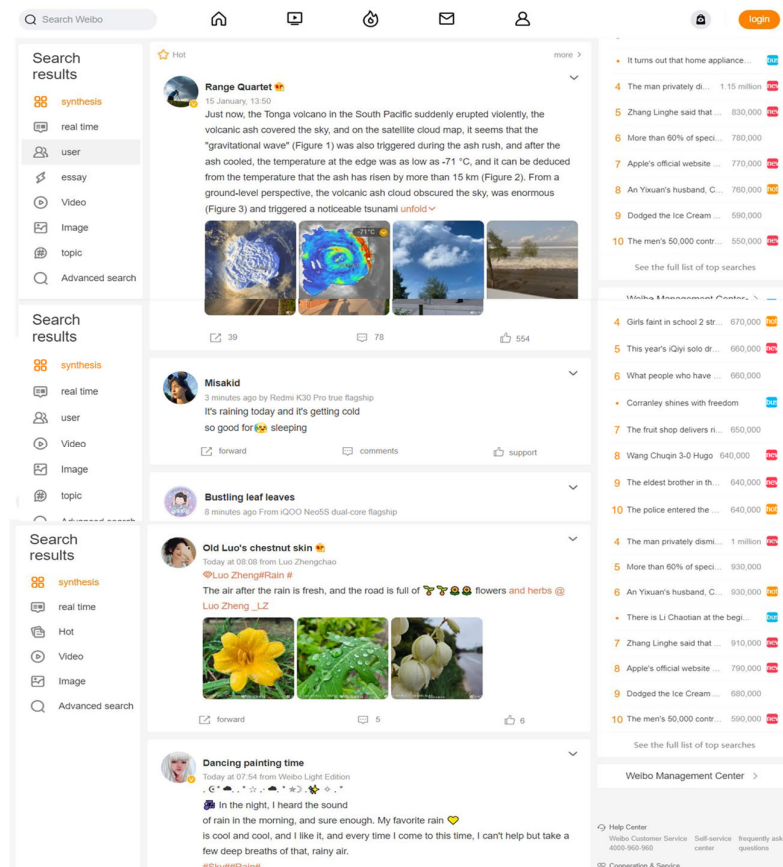 Search Weibo
login
Search
results
synthesis
real time
user
essay
Video
Image
topic
Advanced search
Hot
more >
Range Quartet
15 January, 13:50
Just now, the Tonga volcano in the South Pacific suddenly erupted violently, the
volcanic ash covered the sky, and on the satellite cloud map, it seems that the
"gravitational wave" (Figure 1) was also triggered during the ash rush, and after the
ash cooled, the temperature at the edge was as low as -71 °C, and it can be deduced
from the temperature that the ash has risen by more than 15 km (Figure 2). From a
ground-level perspective, the volcanic ash cloud obscured the sky, was enormous
(Figure 3) and triggered a noticeable tsunami unfold
-71°C
39
78
554
It turns out that home appliance...
4 The man privately di... 1.15 million
5 Zhang Linghe said that ... 830,000
6 More than 60% of speci... 780,000
7 Apple's official website ... 770,000
8 An Yixuan's husband, C... 760,000 hot
9 Dodged the Ice Cream ... 590,000
10 The men's 50,000 contr... 550,000
See the full list of top searches
Weibo Management Center >
Search
results
synthesis
real time
user
Video
Image
topic
Advanced search
Misakid
3 minutes ago by Redmi K30 Pro true flagship
It's raining today and it's getting cold
so good for sleeping
forward
comments
support
Bustling leaf leaves
8 minutes ago From iQOO Neo5S dual-core flagship
4 Girls faint in school 2 str... 670,000 hot
5 This year's iQiyi solo dr... 660,000
6 What people who have ... 660,000
Corranley shines with freedom
7 The fruit shop delivers ri... 650,000
8 Wang Chuqin 3-0 Hugo 640,000
9 The eldest brother in th... 640,000
10 The police entered the ... 640,000 hot
Search
results
synthesis
real time
Hot
Video
Image
Advanced search
Old Luo's chestnut skin
Today at 08:08 from Luo Zhengchao
Luo Zheng#Rain #
The air after the rain is fresh, and the road is full of flowers and herbs @
Luo Zheng _LZ
forward
5
6
Dancing painting time
Today at 07:54 from Weibo Light Edition
In the night, I heard the sound
of rain in the morning, and sure enough. My favorite rain
is cool and cool, and I like it, and every time I come to this time, I can't help but take a
few deep breaths of that, rainy air.
#Sky##Rain#
4 The man privately dismi... 1 million
5 More than 60% of speci... 930,000
6 An Yixuan's husband, C... 930,000 hot
There is Li Chaotian at the begi...
7 Zhang Linghe said that ... 910,000
8 Apple's official website ... 790,000
9 Dodged the Ice Cream ... 680,000
10 The men's 50,000 contr... 590,000
See the full list of top searches
Weibo Management Center >
Help Center
Weibo Customer Service Self-service frequently ask
4000-960-960 center questions
Cooperation & Service